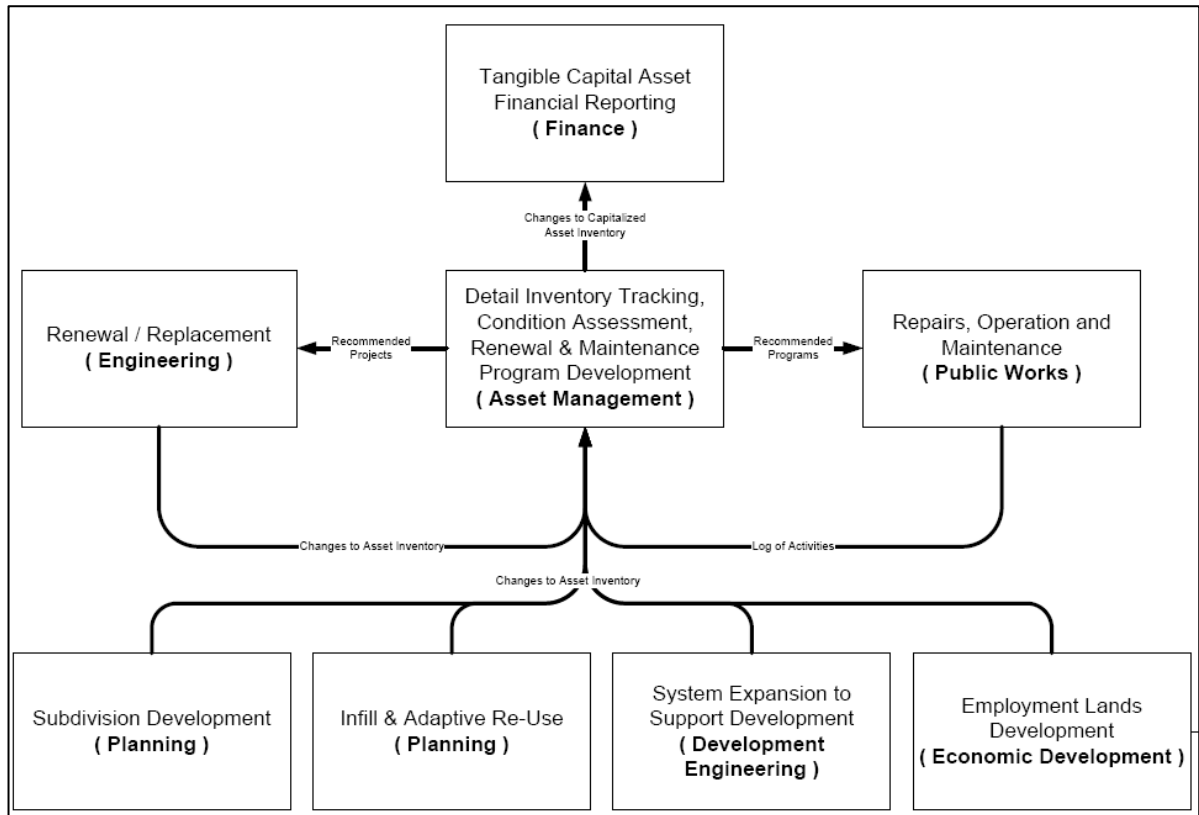 Tangible Capital Asset
Financial Reporting
( Finance )
Changes to Capitalized
Asset Inventory
Renewal / Replacement
( Engineering )
Recommended
Projects
Detail Inventory Tracking,
Condition Assessment,
Renewal & Maintenance
Program Development
( Asset Management )
Recommended
Programs
Repairs, Operation and
Maintenance
( Public Works )
Changes to Asset Inventory
Log of Activities
Changes to Asset Inventory
Subdivision Development
( Planning )
Infill & Adaptive Re-Use
( Planning )
System Expansion to
Support Development
( Development
Engineering )
Employment Lands
Development
( Economic Development )